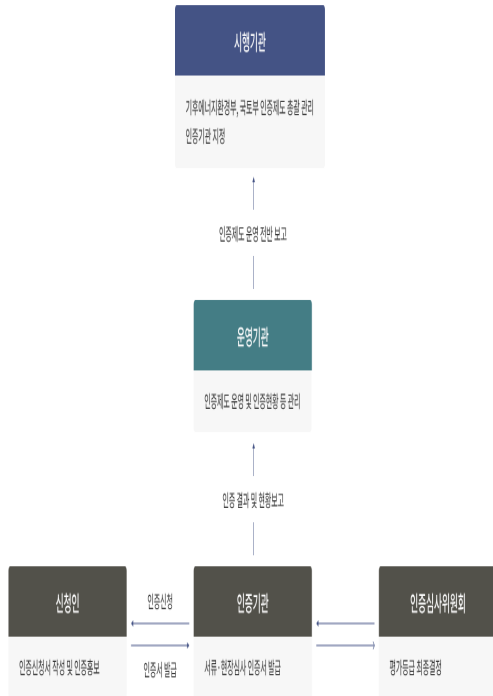 시행기관
기후에너지환경부, 국토부 인증제도 총괄 관리
인증기관 지정
인증제도 운영 전반 보고
운영기관
인증제도 운영 및 인증현황 등 관리
인증 결과 및 현황보고
신청인
인증신청서 작성 및 인증홍보
인증신청
인증서 발급
인증기관
서류·현장심사 인증서 발급
인증심사위원회
평가등급 최종결정